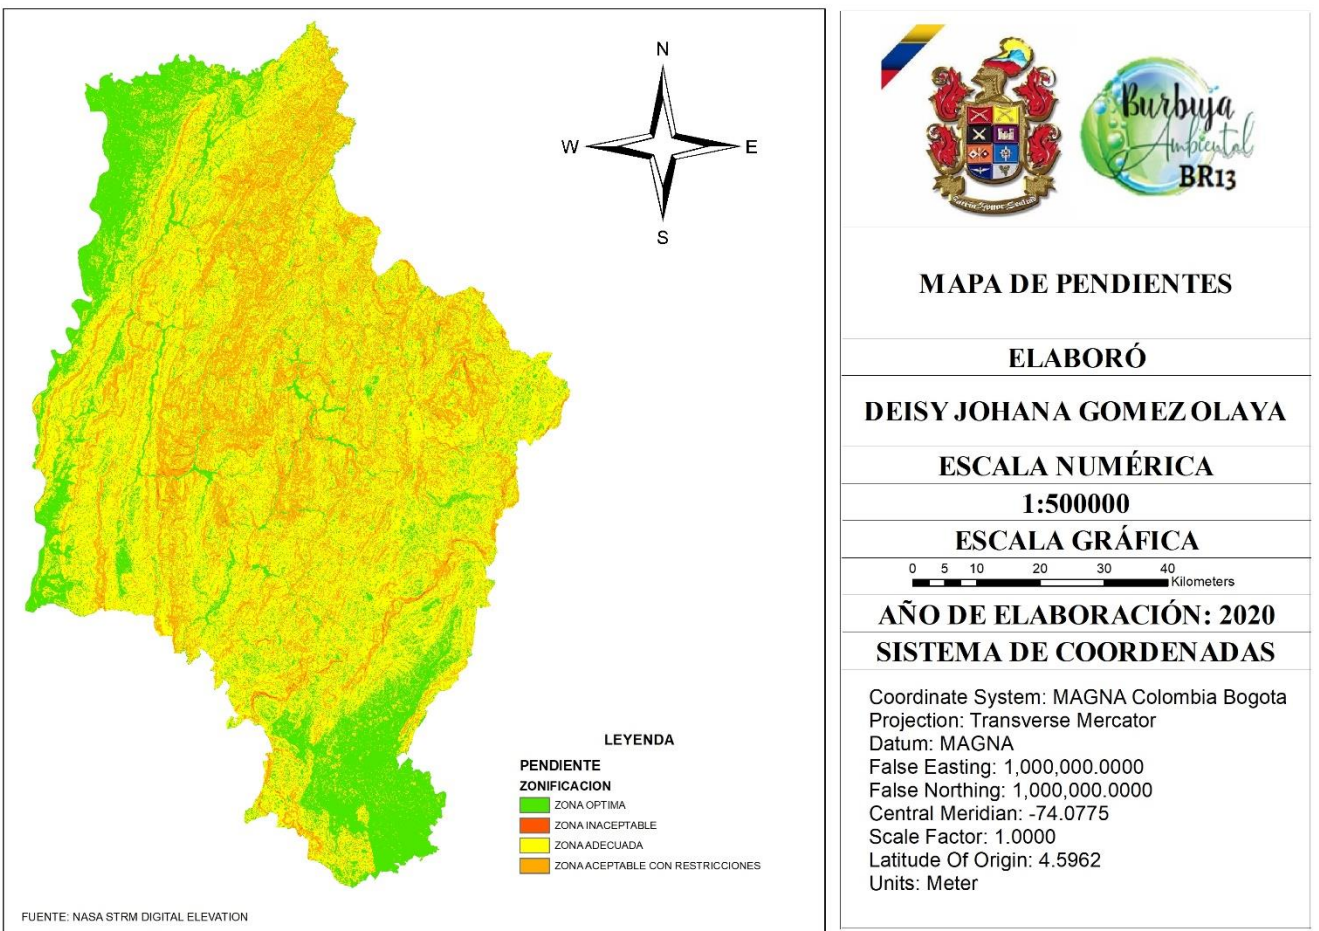 N
W E
S
LEYENDA
PENDIENTE
ZONIFICACION
ZONA OPTIMA
ZONA INACEPTABLE
ZONA ADECUADA
ZONA ACEPTABLE CON RESTRICCIONES
FUENTE: NASA STRM DIGITAL ELEVATION
Burbuja
Ambiental
BR13
MAPA DE PENDIENTES
ELABORÓ
DEISY JOHANA GOMEZ OLAYA
ESCALA NUMÉRICA
1:500000
ESCALA GRÁFICA
0 5 10 20 30 40
Kilometers
AÑO DE ELABORACIÓN: 2020
SISTEMA DE COORDENADAS
Coordinate System: MAGNA Colombia Bogota
Projection: Transverse Mercator
Datum: MAGNA
False Easting: 1,000,000.0000
False Northing: 1,000,000.0000
Central Meridian: -74.0775
Scale Factor: 1.0000
Latitude Of Origin: 4.5962
Units: Meter